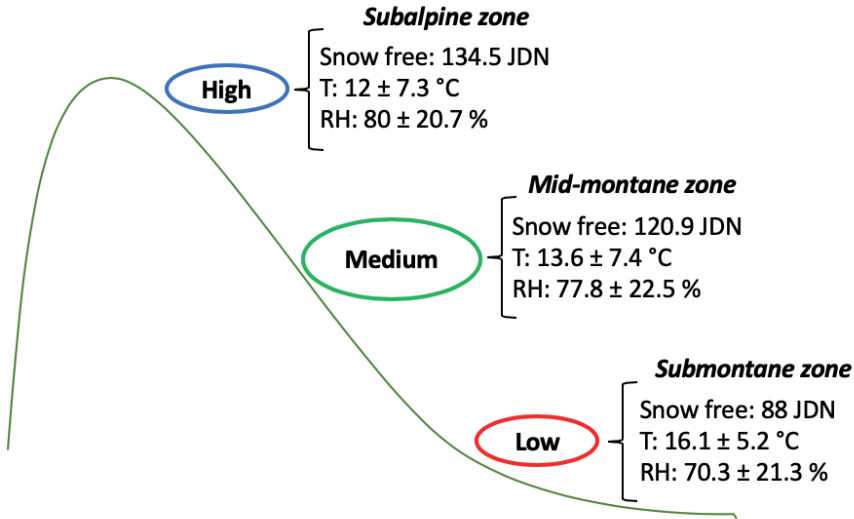 Subalpine zone
High
Snow free: 134.5 JDN
T: 12 ± 7.3 °C
RH: 80 ± 20.7 %
Mid-montane zone
Medium
Snow free: 120.9 JDN
T: 13.6 ± 7.4 °C
RH: 77.8 ± 22.5 %
Submontane zone
Low
Snow free: 88 JDN
T: 16.1 ± 5.2 °C
RH: 70.3 ± 21.3 %